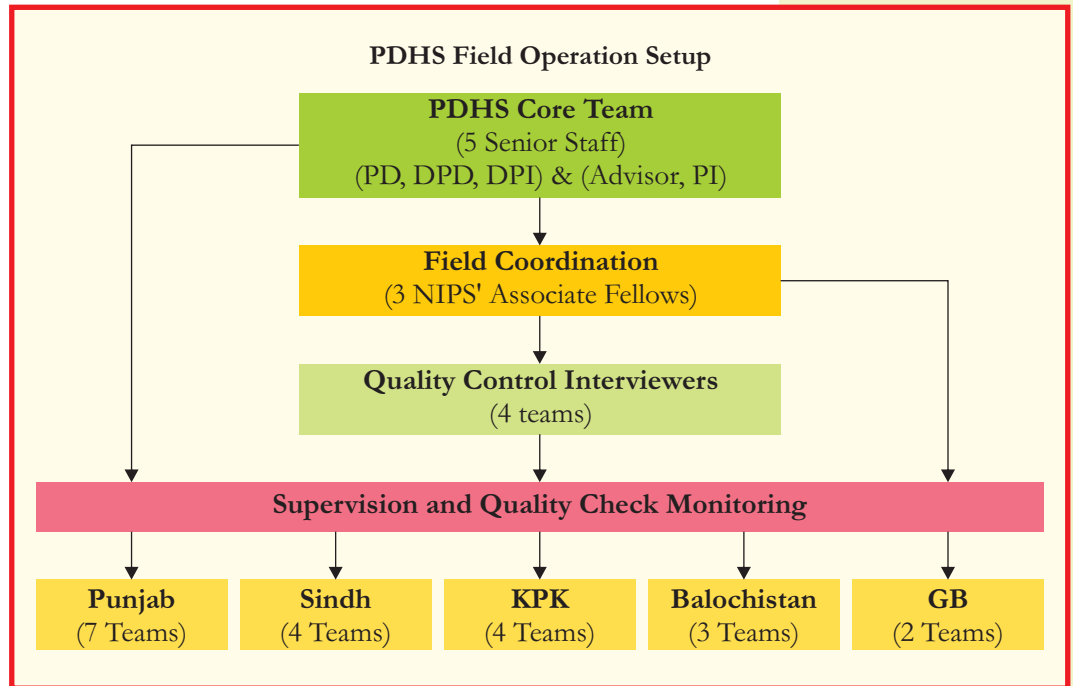 PDHS Field Operation Setup
PDHS Core Team
(5 Senior Staff)
(PD, DPD, DPI) & (Advisor, PI)
Field Coordination
(3 NIPS' Associate Fellows)
Quality Control Interviewers
(4 teams)
Supervision and Quality Check Monitoring
Punjab
(7 Teams)
Sindh
(4 Teams)
KPK
(4 Teams)
Balochistan
(3 Teams)
GB
(2 Teams)